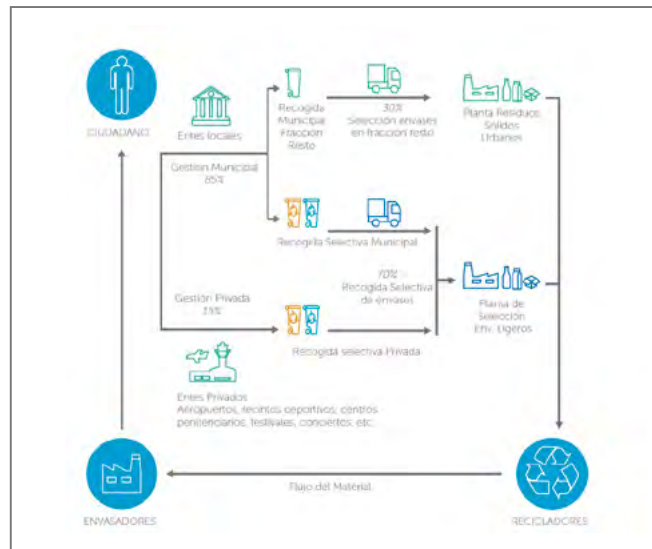 CIUDADANO
Entes locales
Recogida
Municipal
Fracción
Resto
30%
Selección envases
en fracción resto
Planta Residuos
Sólidos
Urbanos
Gestión Municipal
85%
Recogida Selectiva Municipal
70%
Recogida Selectiva
de envases
Gestión Privada
15%
Recogida selectiva Privada
Planta de
Selección
Env. Ligeros
Entes Privados
Aeropuertos, recintos deportivos, centros
penitenciarios, festivales, conciertos, etc.
Flujo del Material
ENVASADORES
RECICLADORES